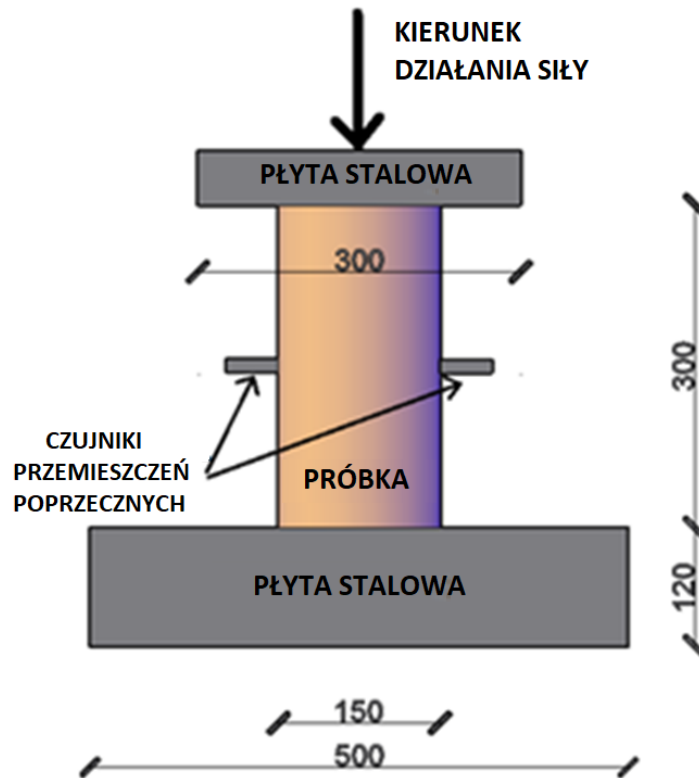 KIERUNEK
DZIAŁANIA SIŁY
PŁYTA STALOWA
300
300
CZUJNIKI
PRZEMIESZCZEŃ
POPRZECZNYCH
PRÓBKA
PŁYTA STALOWA
120
150
500